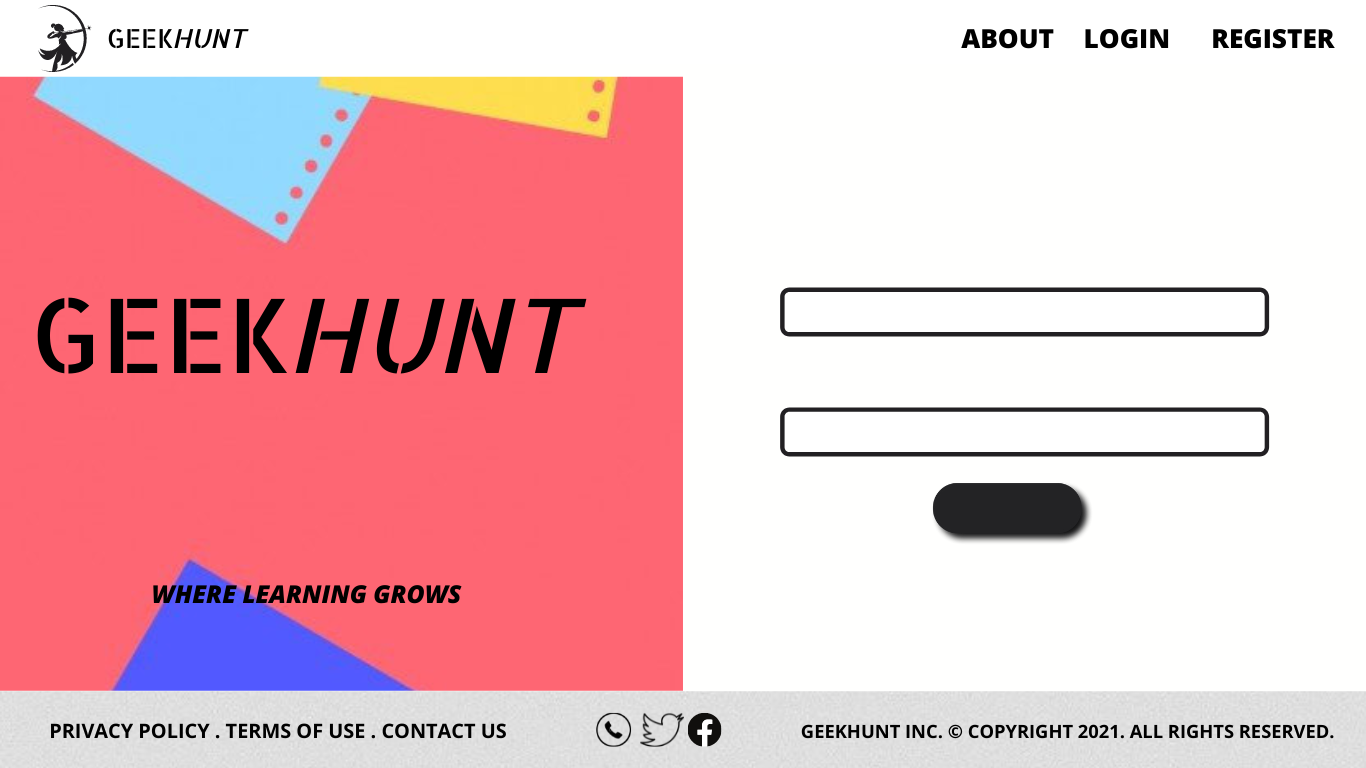 GEEKHUNT
ABOUT LOGIN REGISTER
GEEKHUNT
WHERE LEARNING GROWS
PRIVACY POLICY . TERMS OF USE . CONTACT US
GEEKHUNT INC. © COPYRIGHT 2021. ALL RIGHTS RESERVED.